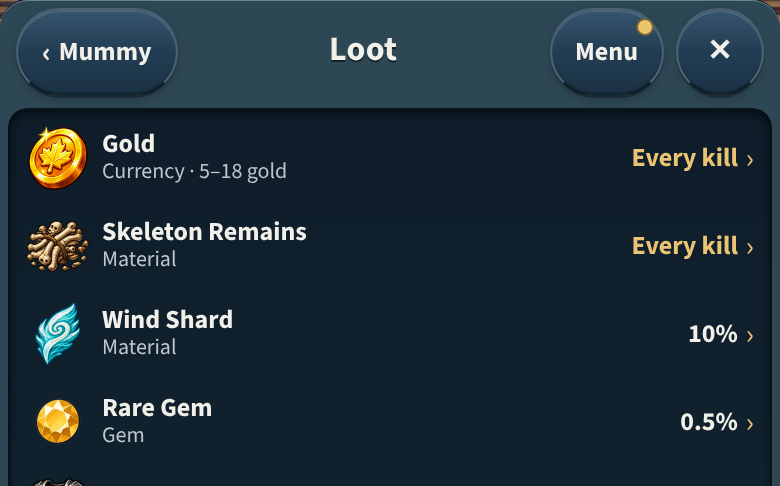 ‹ Mummy
Loot
Menu
✕
Gold
Currency · 5–18 gold
Every kill ›
Skeleton Remains
Material
Every kill ›
Wind Shard
Material
10% ›
Rare Gem
Gem
0.5% ›